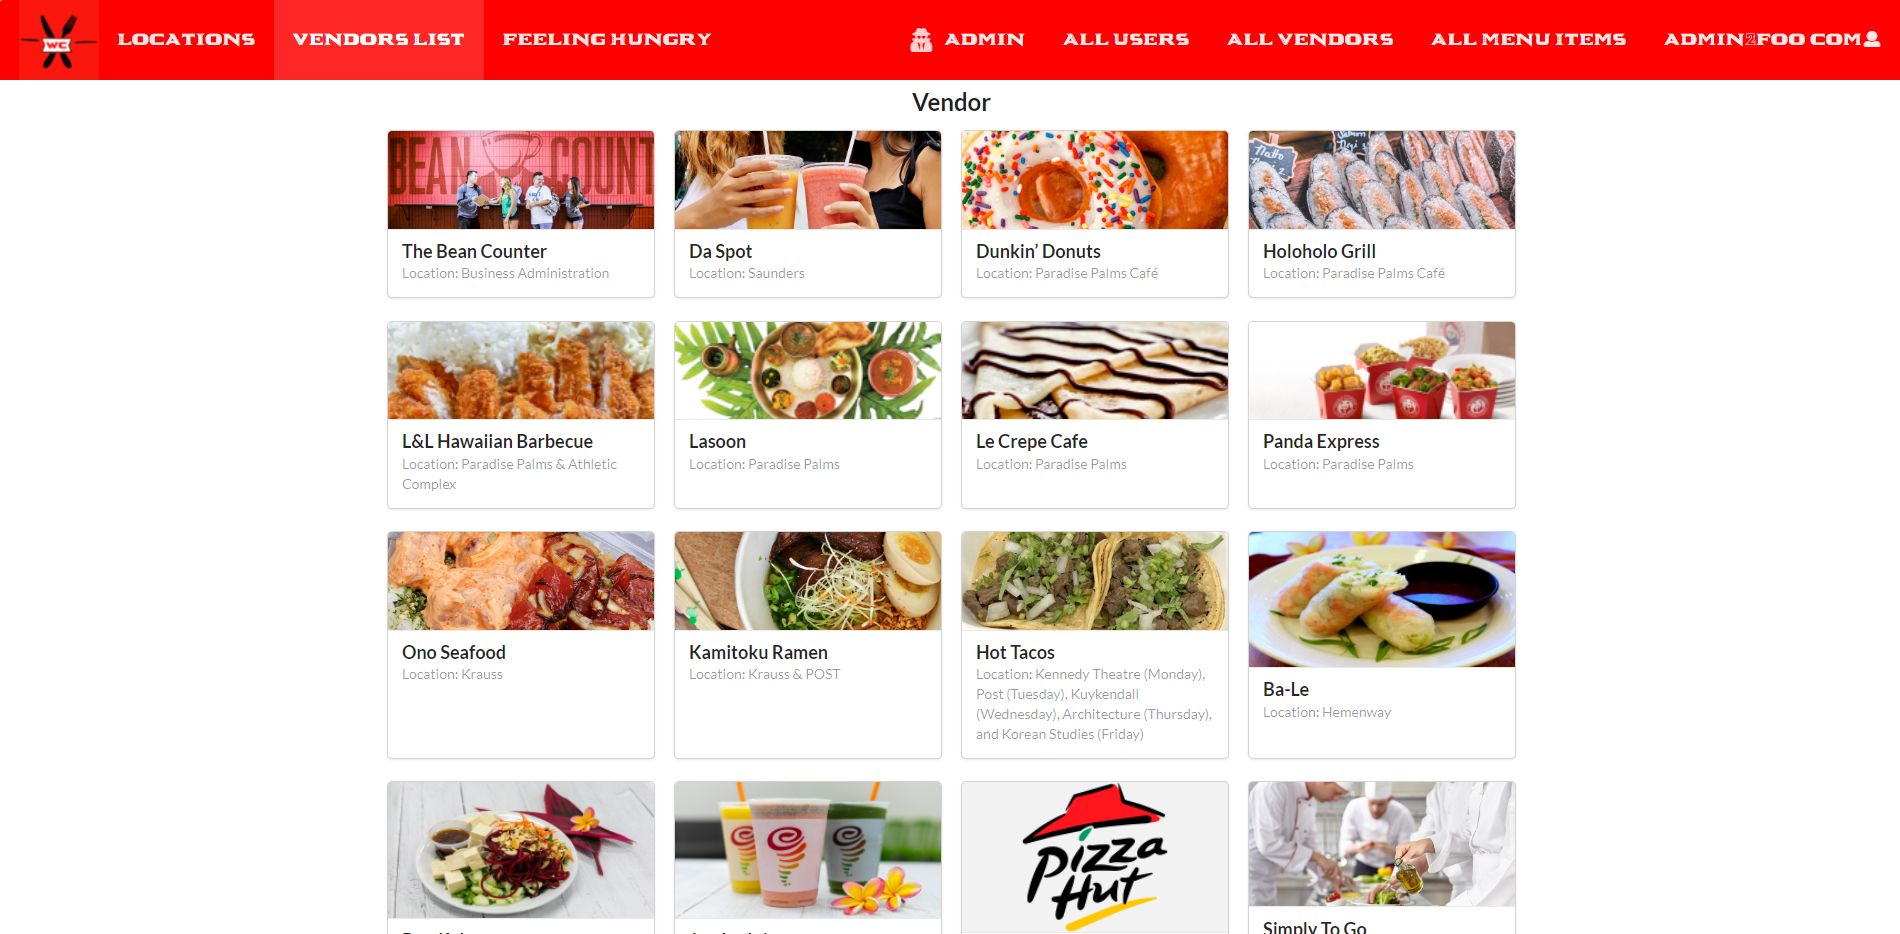 WC
LOCATIONS
VENDORS LIST
FEELING HUNGRY
ADMIN
ALL USERS
ALL VENDORS
ALL MENU ITEMS
ADMIN2FOO COM
Vendor
BEAN COUNT
Natto
The Bean Counter
Location: Business Administration
Da Spot
Location: Saunders
Dunkin’ Donuts
Location: Paradise Palms Café
Holoholo Grill
Location: Paradise Palms Café
L&L Hawaiian Barbecue
Location: Paradise Palms & Athletic
Complex
Lasoon
Location: Paradise Palms
Le Crepe Cafe
Location: Paradise Palms
Panda Express
Location: Paradise Palms
Ono Seafood
Location: Krauss
Kamitoku Ramen
Location: Krauss & POST
Hot Tacos
Location: Kennedy Theatre (Monday),
Post (Tuesday), Kuykendall
(Wednesday), Architecture (Thursday),
and Korean Studies (Friday)
Ba-Le
Location: Hemenway
Pizza
Hut
Simply To Go